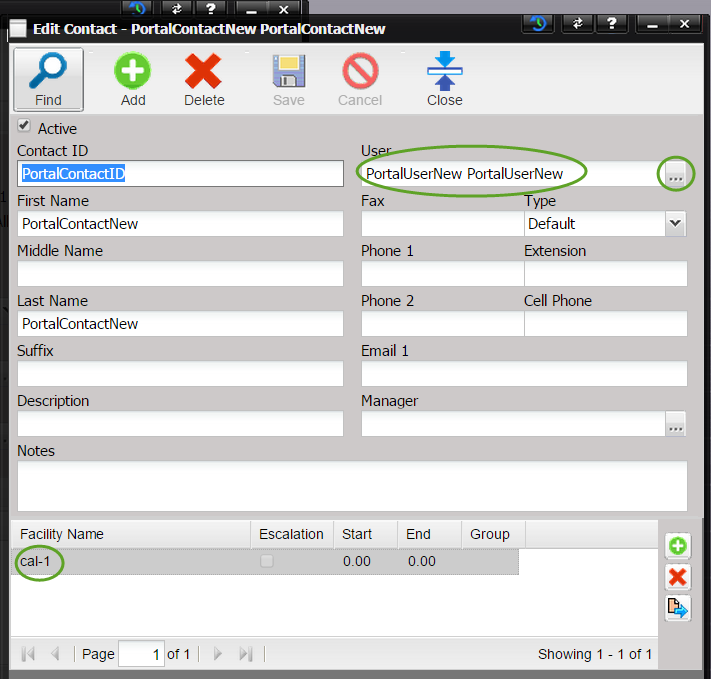 Edit Contact - PortalContactNew PortalContactNew
Find Add Delete Save Cancel Close
Active
Contact ID User
PortalContactID PortalUserNew PortalUserNew ...
First Name Fax Type
PortalContactNew Default
Middle Name Phone 1 Extension
Last Name Phone 2 Cell Phone
PortalContactNew
Suffix Email 1
Description Manager
...
Notes
Facility Name Escalation Start End Group
cal-1 0.00 0.00
Page 1 of 1 Showing 1 - 1 of 1